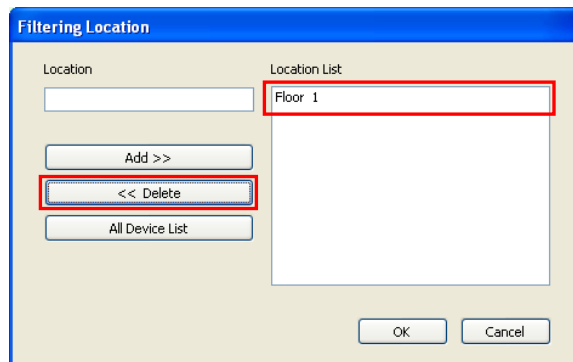 Filtering Location
Location
Location List
Floor 1
Add >>
<< Delete
All Device List
OK
Cancel